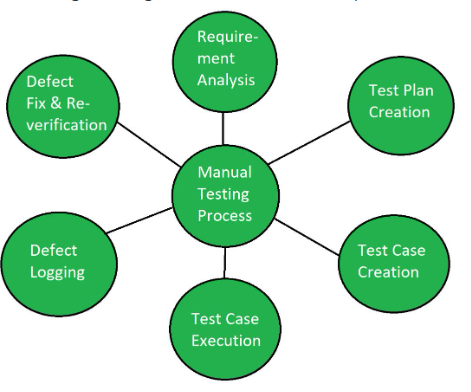 Require-
ment
Analysis
Test Plan
Creation
Test Case
Creation
Test Case
Execution
Defect
Logging
Defect
Fix & Re-
verification
Manual
Testing
Process